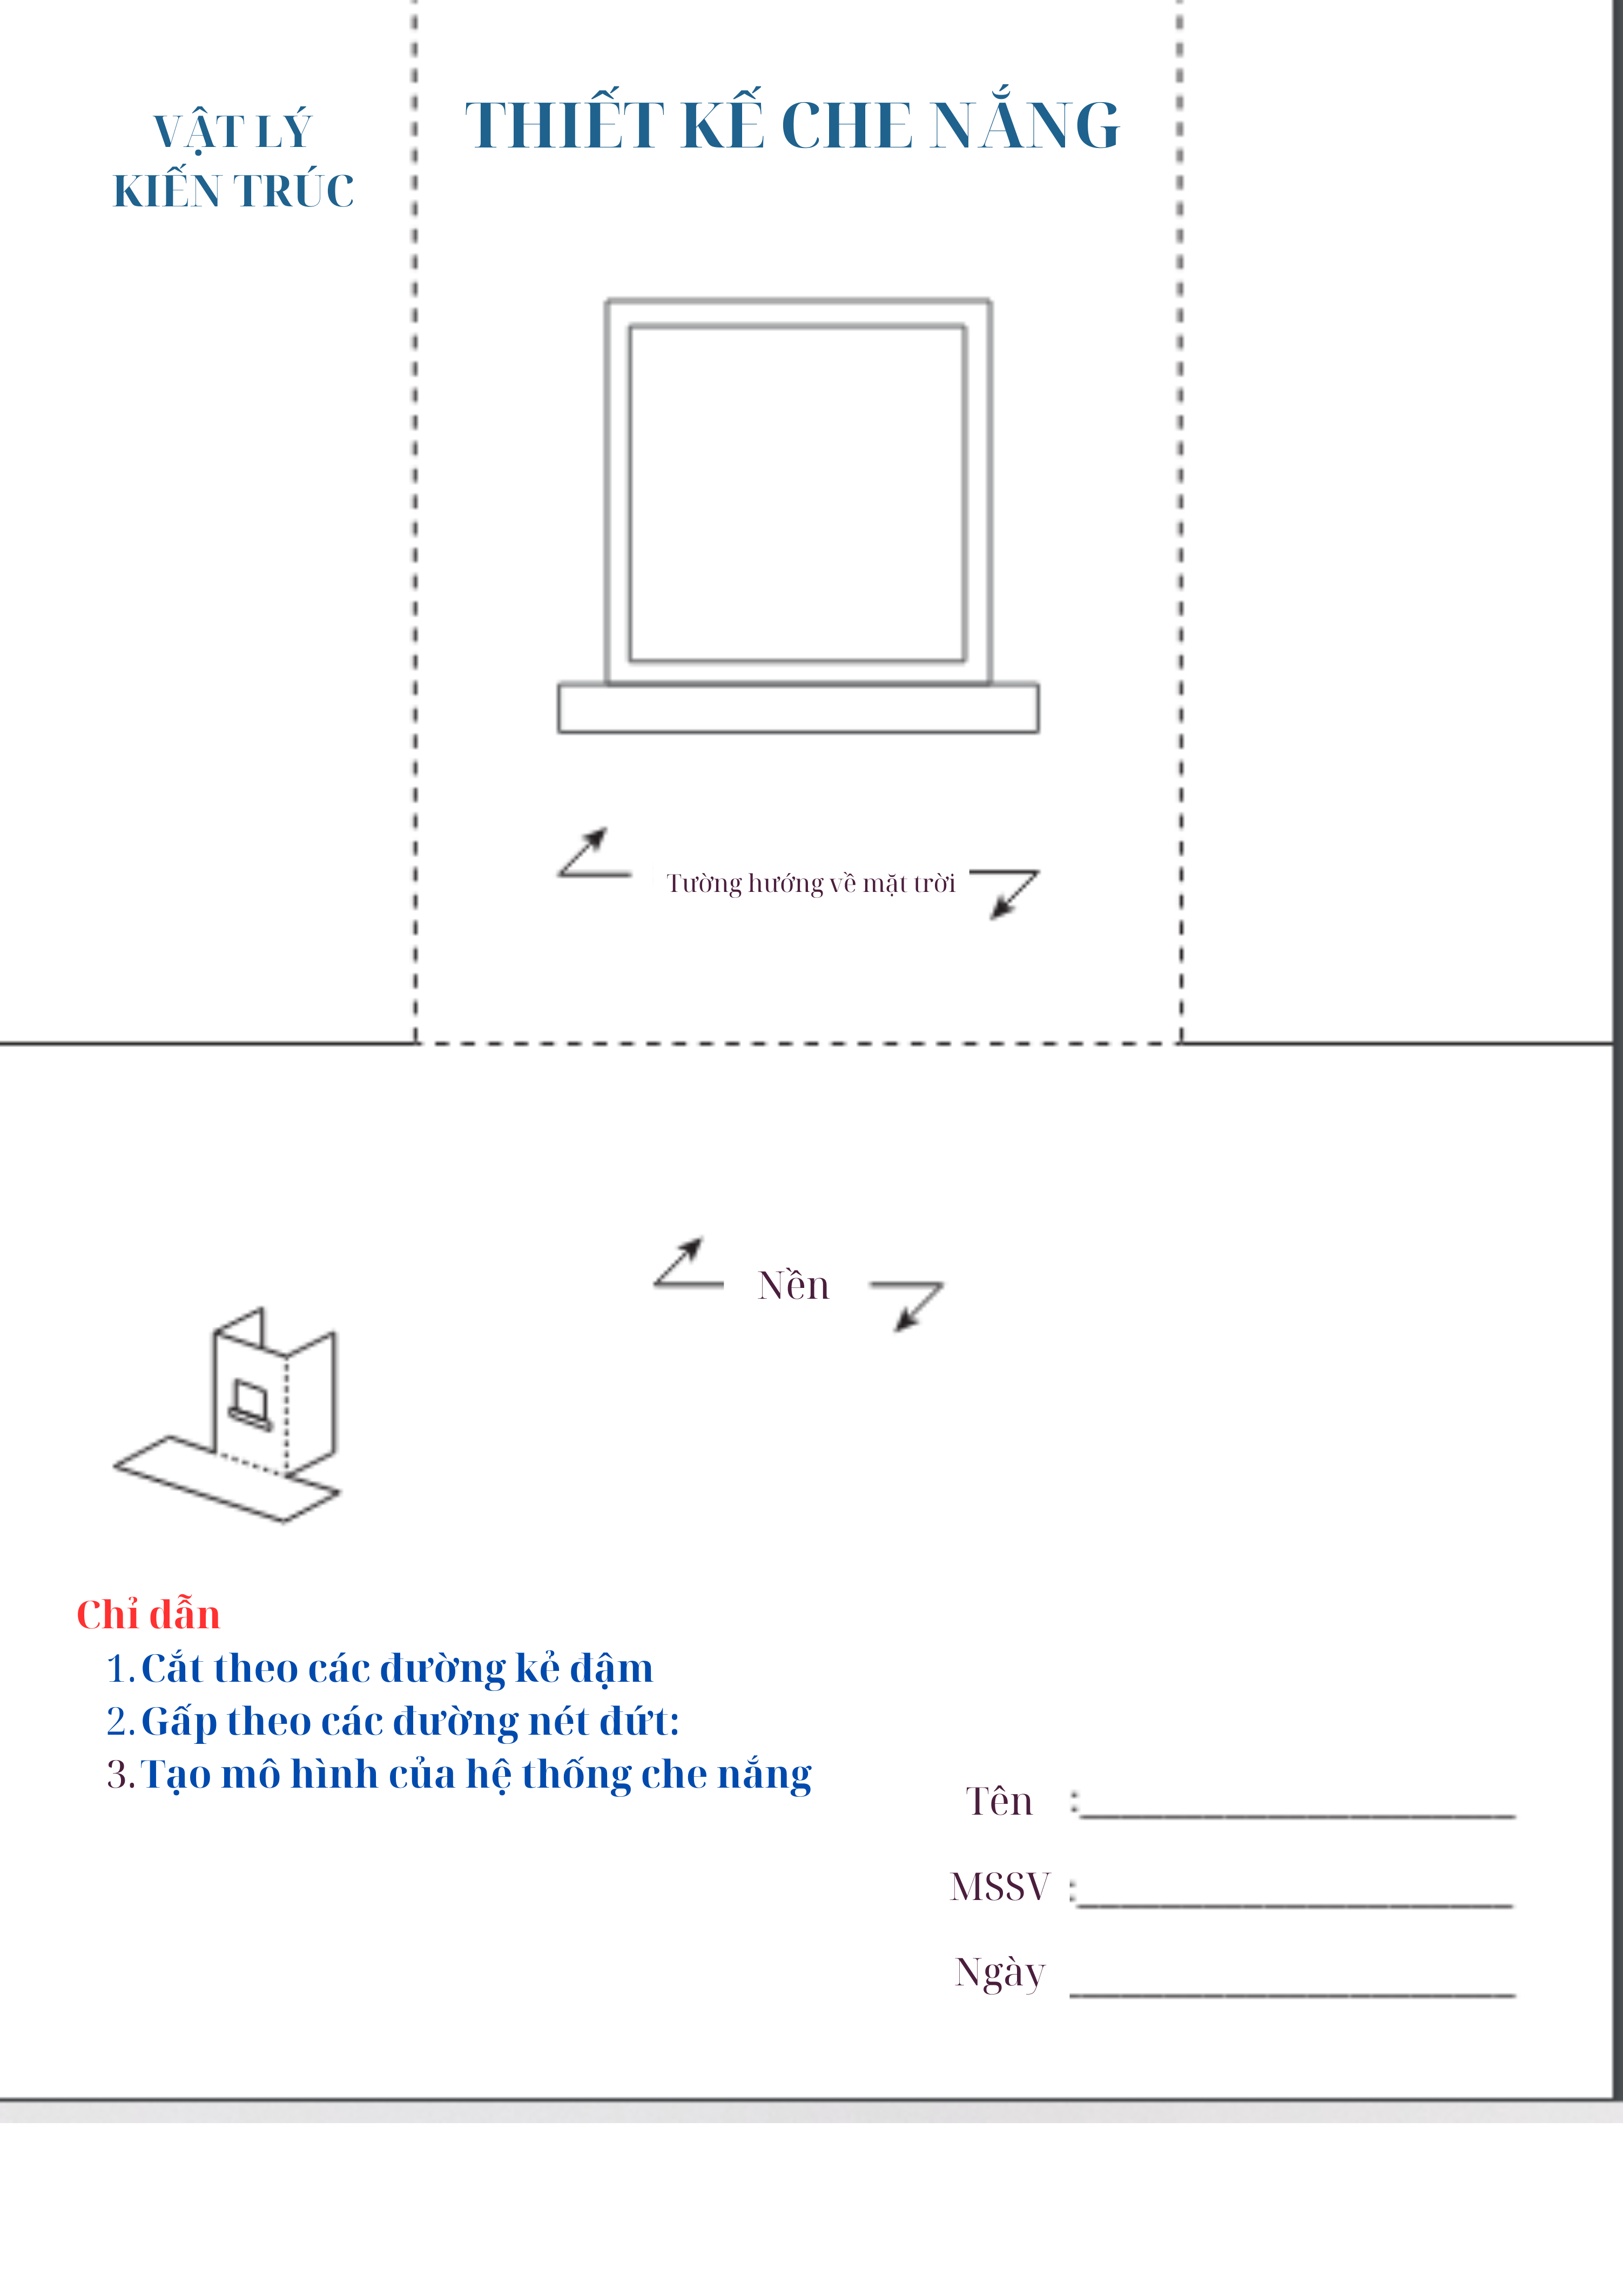 VẬT LÝ
KIẾN TRÚC
THIẾT KẾ CHE NẮNG
Tường hướng về mặt trời
Nền
Chỉ dẫn
1. Cắt theo các đường kẻ đậm
2. Gấp theo các đường nét đứt:
3. Tạo mô hình của hệ thống che nắng
Tên :
MSSV :
Ngày